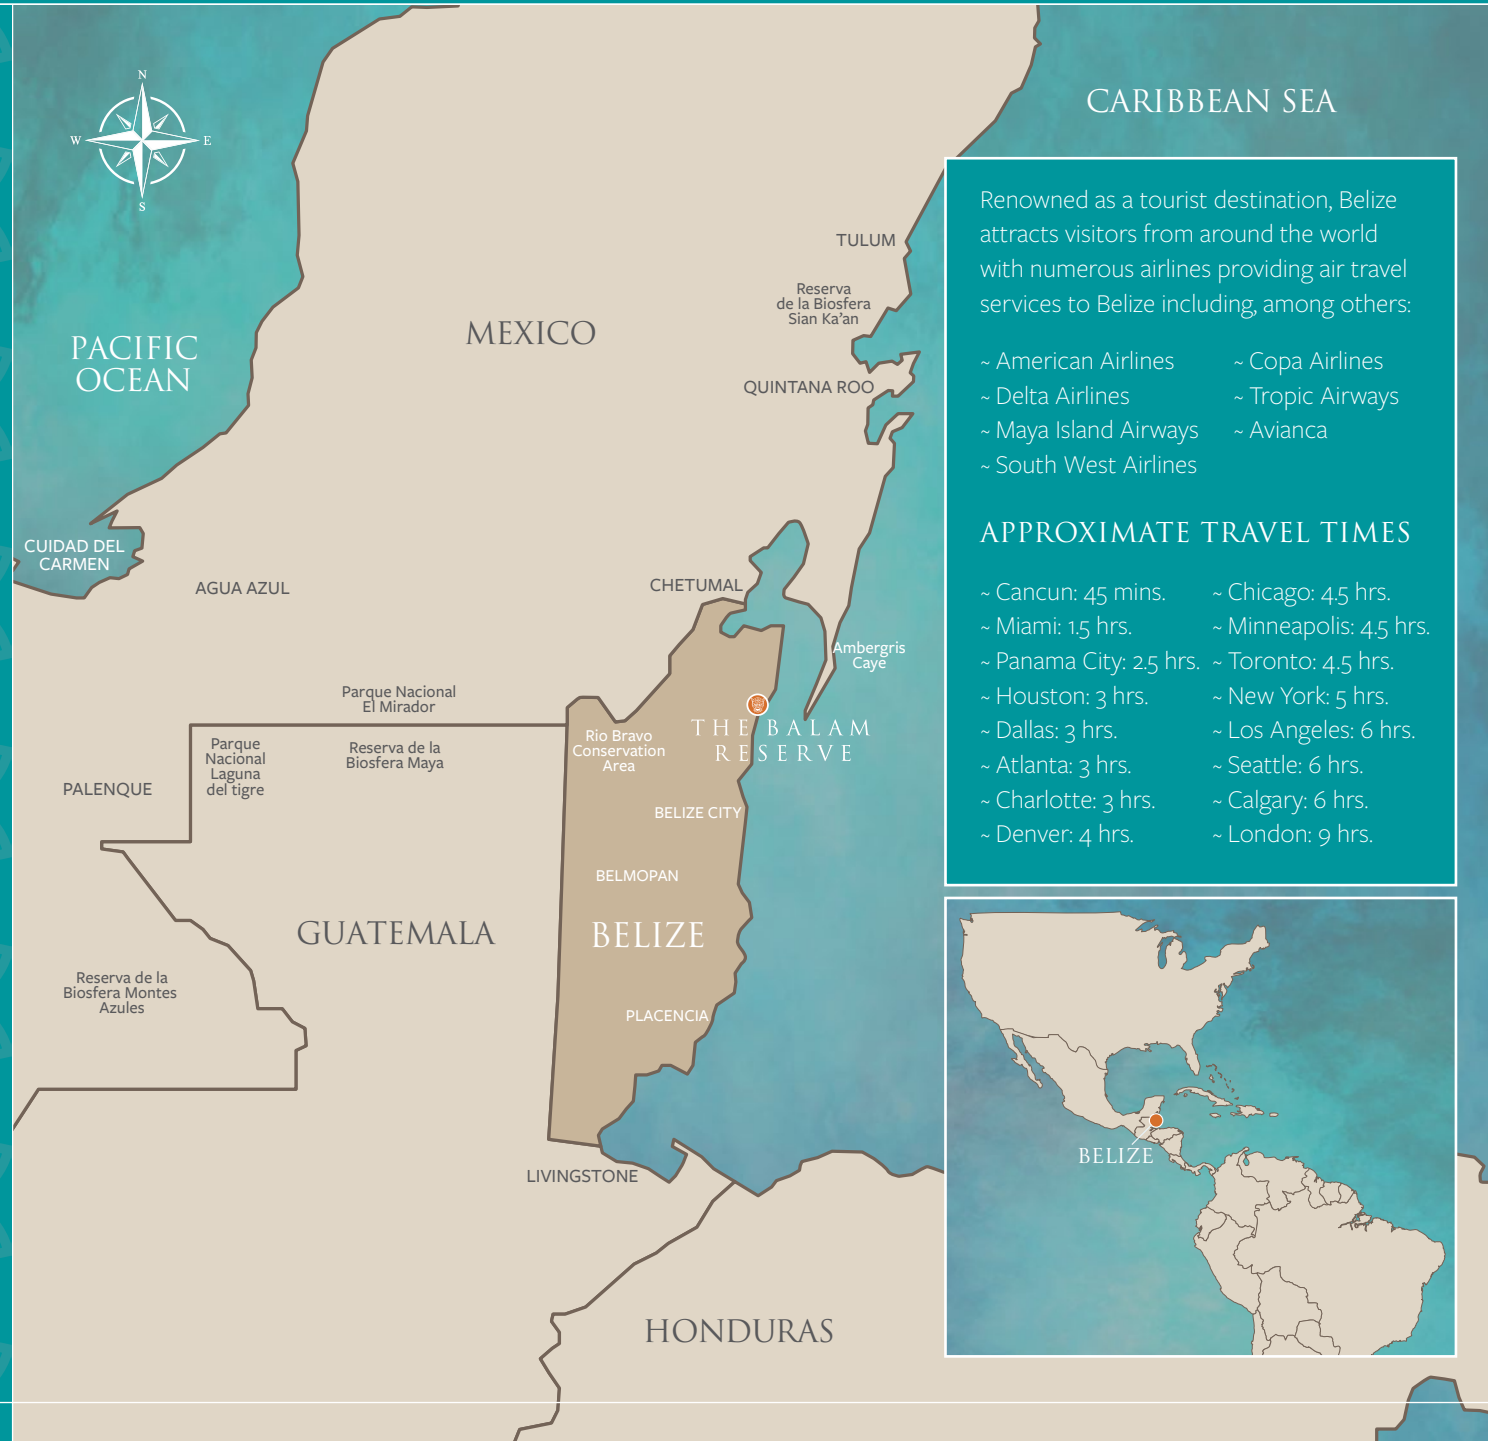 N
W
E
S
CARIBBEAN SEA
PACIFIC
OCEAN
MEXICO
TULUM
Reserva
de la Biosfera
Sian Ka'an
QUINTANA ROO
CUIDAD DEL
CARMEN
AGUA AZUL
CHETUMAL
Ambergris
Caye
Parque Nacional
El Mirador
THE BALAM
RESERVE
Rio Bravo
Conservation
Area
Parque
Nacional
Laguna
del tigre
Reserva de la
Biosfera Maya
PALENQUE
BELIZE CITY
BELMOPAN
GUATEMALA
BELIZE
Reserva de la
Biosfera Montes
Azules
PLACENCIA
LIVINGSTONE
HONDURAS
Renowned as a tourist destination, Belize
attracts visitors from around the world
with numerous airlines providing air travel
services to Belize including, among others:
~ American Airlines
~ Delta Airlines
~ Maya Island Airways
~ South West Airlines
~ Copa Airlines
~ Tropic Airways
~ Avianca
APPROXIMATE TRAVEL TIMES
~ Cancun: 45 mins.
~ Miami: 1.5 hrs.
~ Panama City: 2.5 hrs.
~ Houston: 3 hrs.
~ Dallas: 3 hrs.
~ Atlanta: 3 hrs.
~ Charlotte: 3 hrs.
~ Denver: 4 hrs.
~ Chicago: 4.5 hrs.
~ Minneapolis: 4.5 hrs.
~ Toronto: 4.5 hrs.
~ New York: 5 hrs.
~ Los Angeles: 6 hrs.
~ Seattle: 6 hrs.
~ Calgary: 6 hrs.
~ London: 9 hrs.
BELIZE